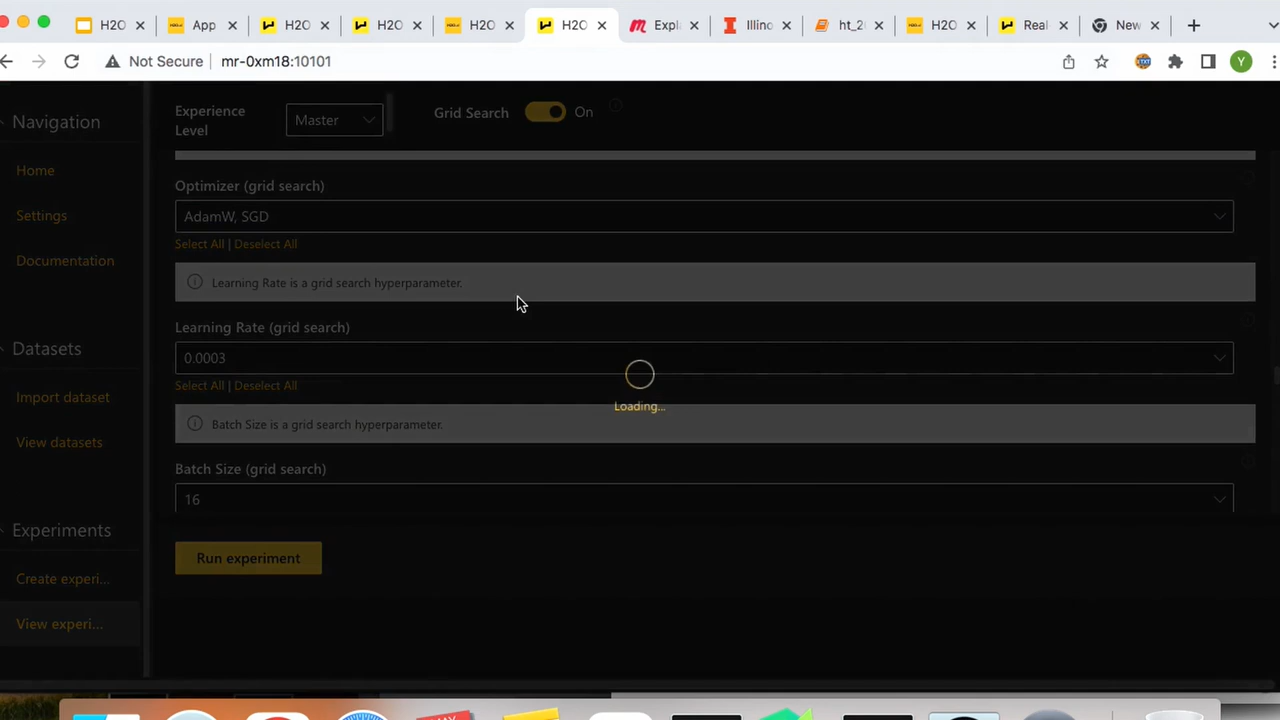 H2O
App
H2O
H2O
H2O
H2O
Expl
Illino
ht_2
H2O
Real
New
Not Secure
mr-0xm18:10101
Y
Navigation
Home
Settings
Documentation
Datasets
Import dataset
View datasets
Experiments
Create experi...
View experi...
Experience
Level
Master
Grid Search
On
Optimizer (grid search)
AdamW, SGD
Select All | Deselect All
Learning Rate is a grid search hyperparameter.
Learning Rate (grid search)
0.0003
Select All | Deselect All
Loading...
Batch Size is a grid search hyperparameter.
Batch Size (grid search)
16
Run experiment